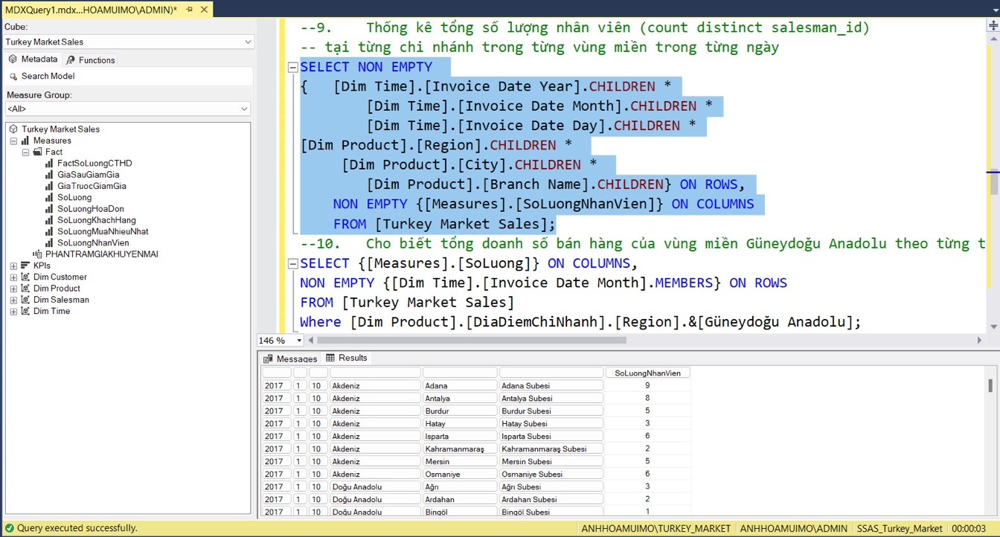 MDXQuery1.mdx...HOAMUIMO\ADMIN)*
Cube:
Turkey Market Sales
Metadata Functions
Search Model
Measure Group:
<All>
Turkey Market Sales
Measures
Fact
FactSoLuongCTHD
GiaSauGiamGia
GiaTruocGiamGia
SoLuong
SoLuongHoaDon
SoLuongKhachHang
SoLuongMuaNhieuNhat
SoLuongNhanVien
PHANTRAMGIAKHUYENMAI
KPIs
Dim Customer
Dim Product
Dim Salesman
Dim Time
--9. Thống kê tổng số lượng nhân viên (count distinct salesman_id)
-- tại từng chi nhánh trong từng vùng miền trong từng ngày
SELECT NON EMPTY
{ [Dim Time].[Invoice Date Year].CHILDREN *
[Dim Time].[Invoice Date Month].CHILDREN *
[Dim Time].[Invoice Date Day].CHILDREN *
[Dim Product].[Region].CHILDREN *
[Dim Product].[City].CHILDREN *
[Dim Product].[Branch Name].CHILDREN} ON ROWS,
NON EMPTY {[Measures].[SoLuongNhanVien]} ON COLUMNS
FROM [Turkey Market Sales];
--10. Cho biết tổng doanh số bán hàng của vùng miền Güneydoğu Anadolu theo từng t
SELECT {[Measures].[SoLuong]} ON COLUMNS,
NON EMPTY {[Dim Time].[Invoice Date Month].MEMBERS} ON ROWS
FROM [Turkey Market Sales]
Where [Dim Product].[DiaDiemChiNhanh].[Region].&[Güneydoğu Anadolu];
146 %
Messages Results
SoLuongNhanVien
2017 1 10 Akdeniz Adana Adana Subesi 9
2017 1 10 Akdeniz Antalya Antalya Subesi 8
2017 1 10 Akdeniz Burdur Burdur Subesi 5
2017 1 10 Akdeniz Hatay Hatay Subesi 3
2017 1 10 Akdeniz Isparta Isparta Subesi 6
2017 1 10 Akdeniz Kahramanmaraş Kahramanmaraş Subesi 2
2017 1 10 Akdeniz Mersin Mersin Subesi 5
2017 1 10 Akdeniz Osmaniye Osmaniye Subesi 6
2017 1 10 Doğu Anadolu Ağrı Ağrı Subesi 3
2017 1 10 Doğu Anadolu Ardahan Ardahan Subesi 2
2017 1 10 Doğu Anadolu Bingöl Bingöl Subesi 1
Query executed successfully.
ANHHOAMUIMO\TURKEY_MARKET ANHHOAMUIMO\ADMIN SSAS_Turkey_Market 00:00:03